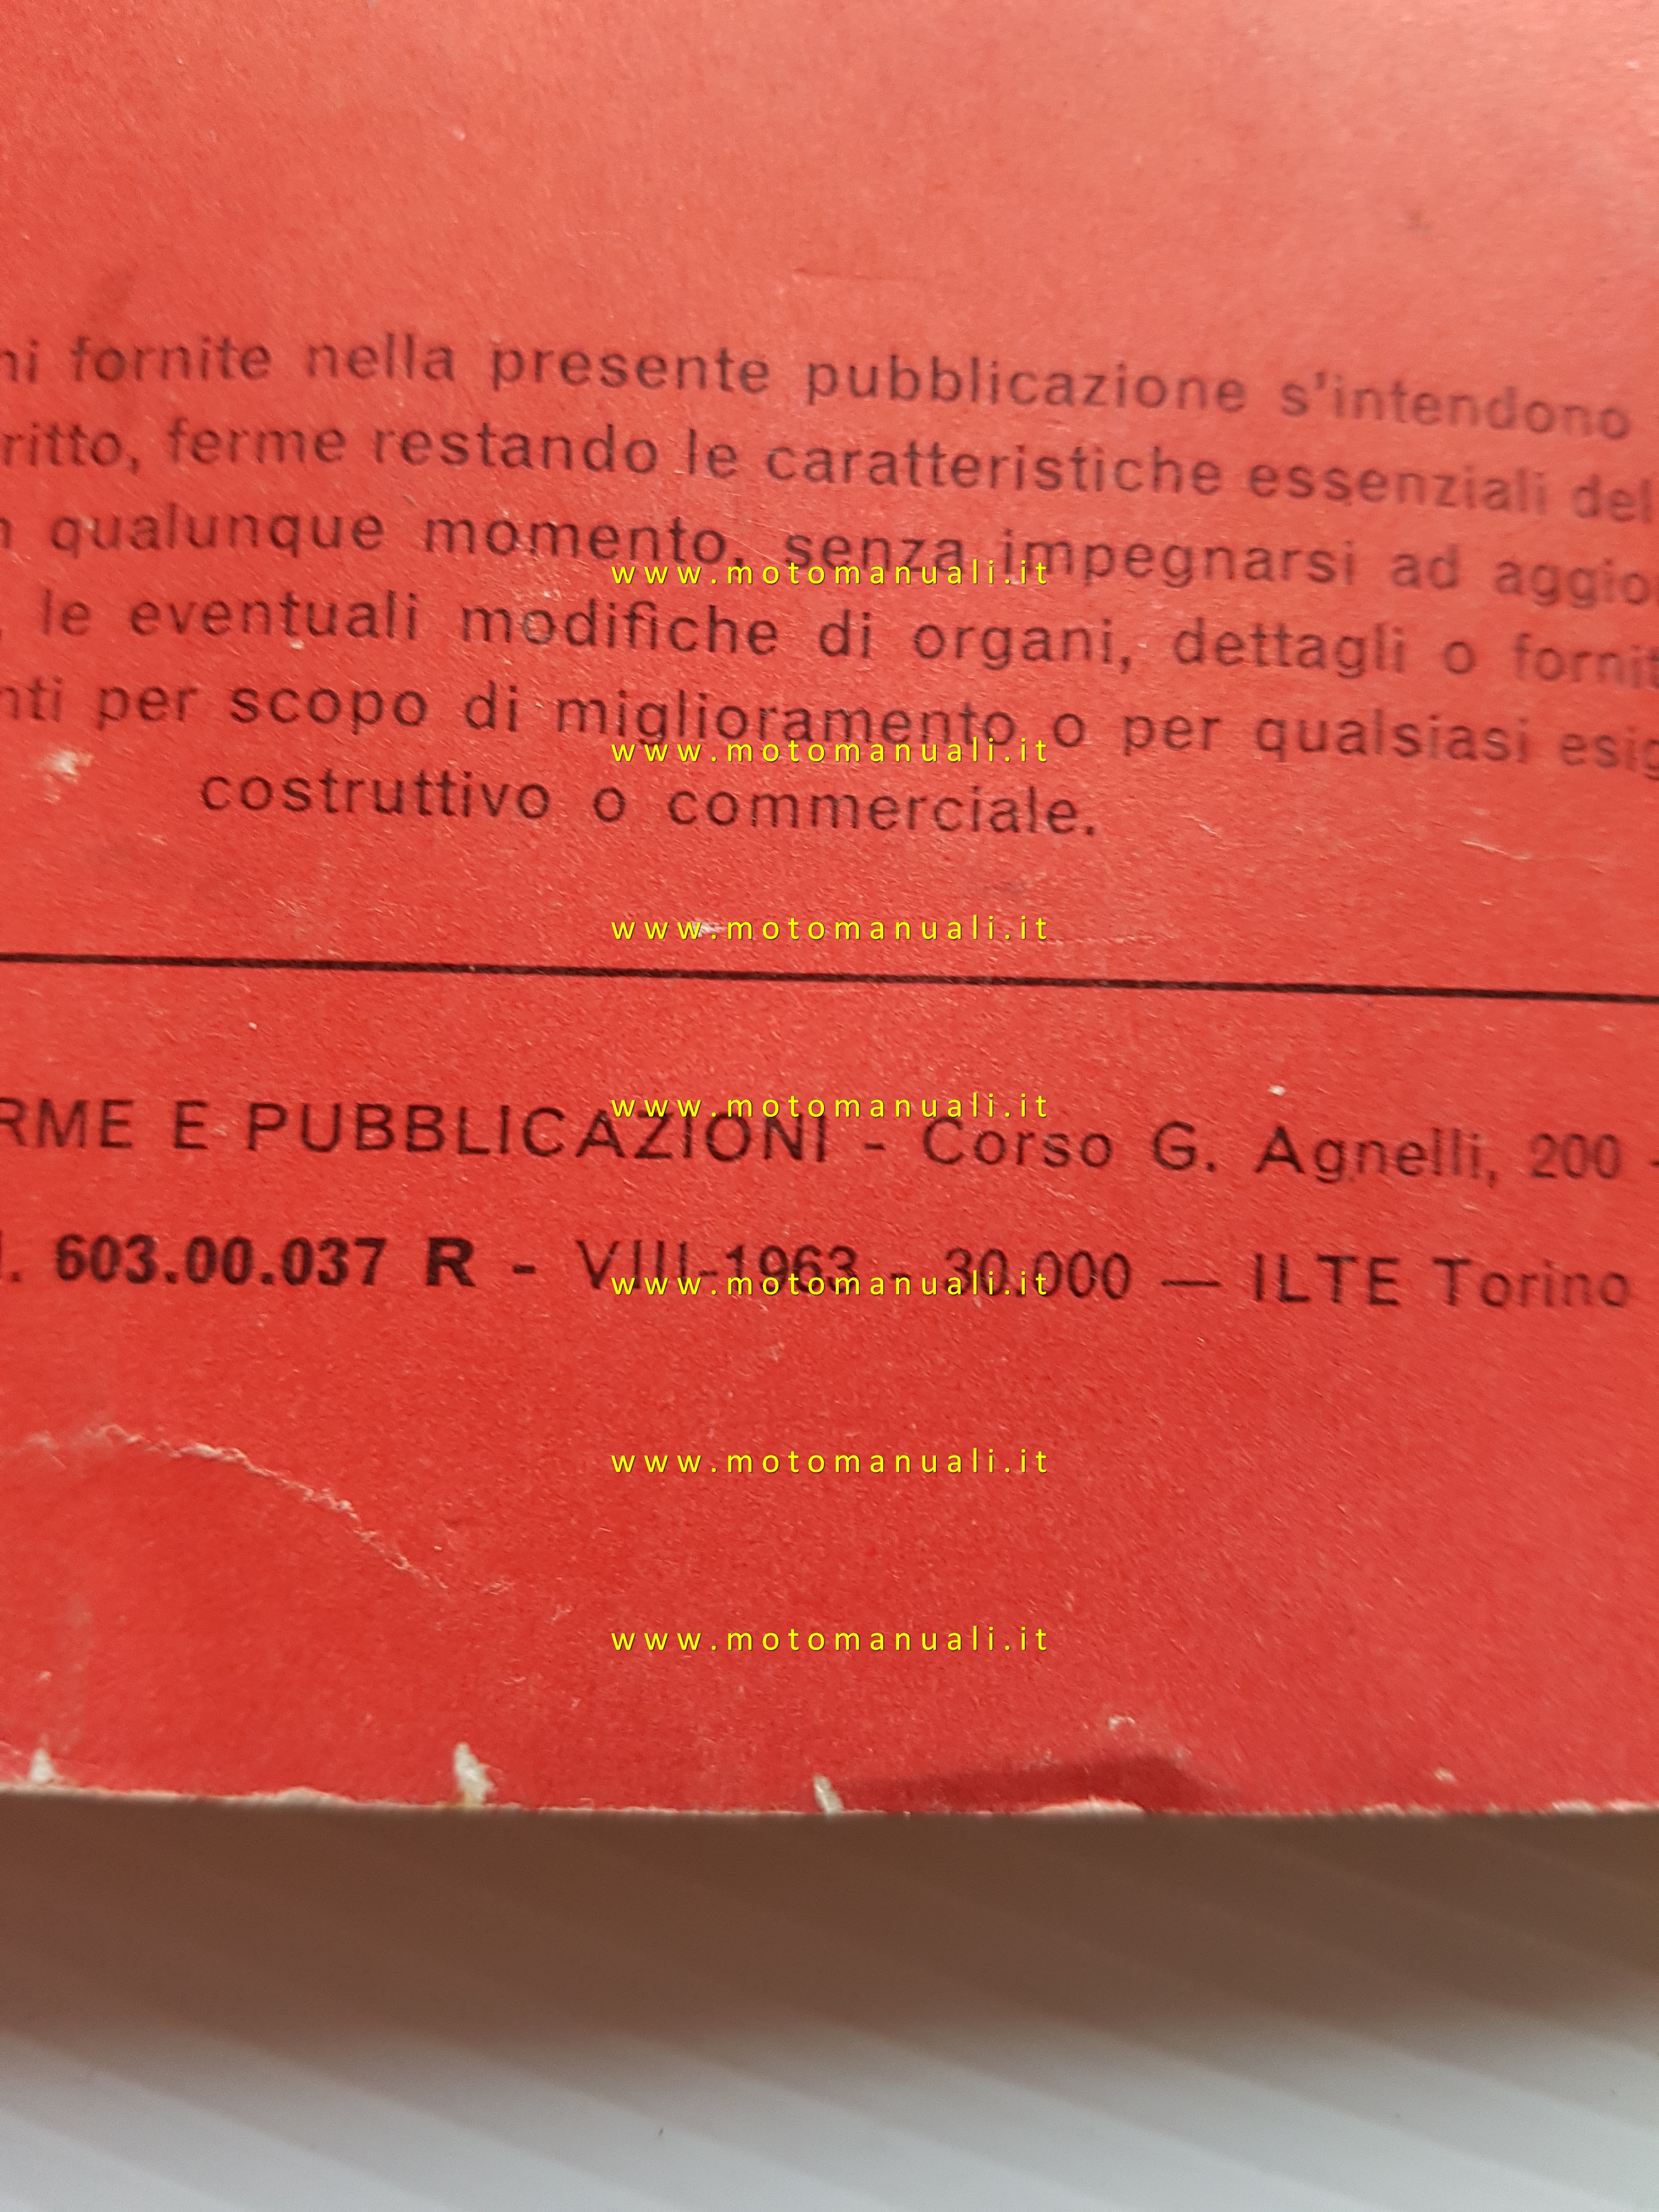 ni fornite nella presente pubblicazione s'intendono
ritto, ferme restando le caratteristiche essenziali del
n qualunque momento, senza impegnarsi ad aggio
www.motomanuali.it
, le eventuali modifiche di organi, dettagli o fornit
nti per scopo di miglioramento o per qualsiasi esig
www.motomanuali.it
costruttivo o commerciale.
www.motomanuali.it
www.motomanuali.it
RME E PUBBLICAZIONI - Corso G. Agnelli, 200 -
. 603.00.037 R - VIII-1963 - 30.000 — ILTE Torino
www.motomanuali.it
www.motomanuali.it
www.motomanuali.it